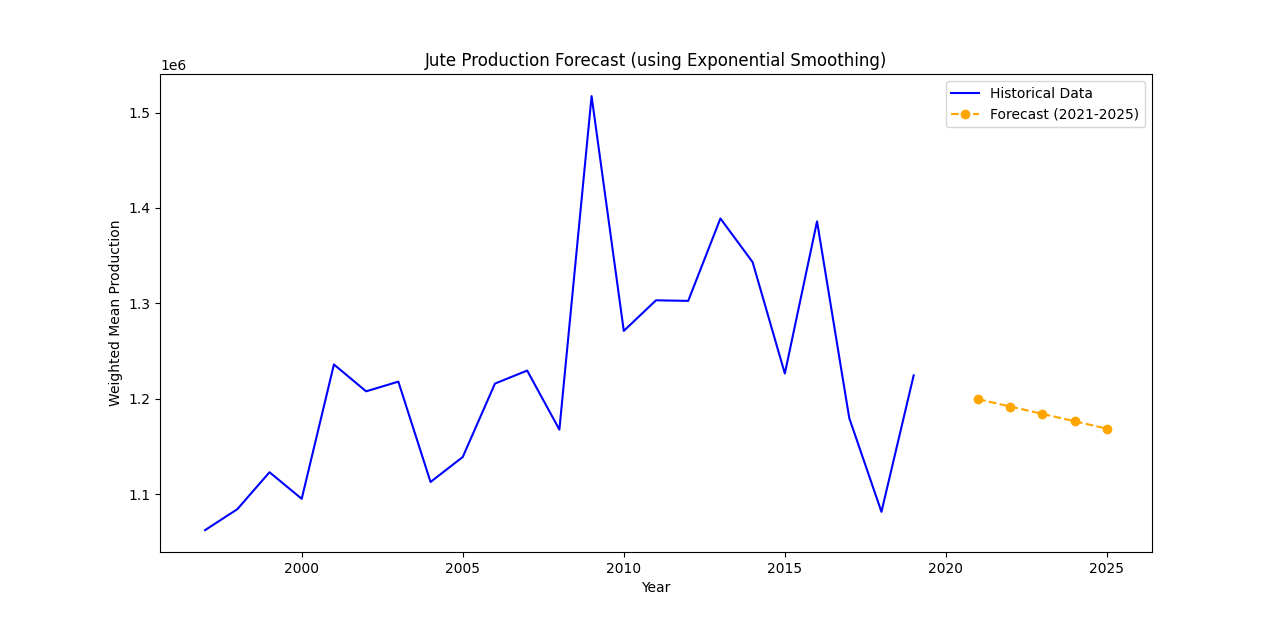 Jute Production Forecast (using Exponential Smoothing)
1e6
Historical Data
Forecast (2021-2025)
1.5
1.4
1.3
1.2
1.1
Weighted Mean Production
2000 2005 2010 2015 2020 2025
Year